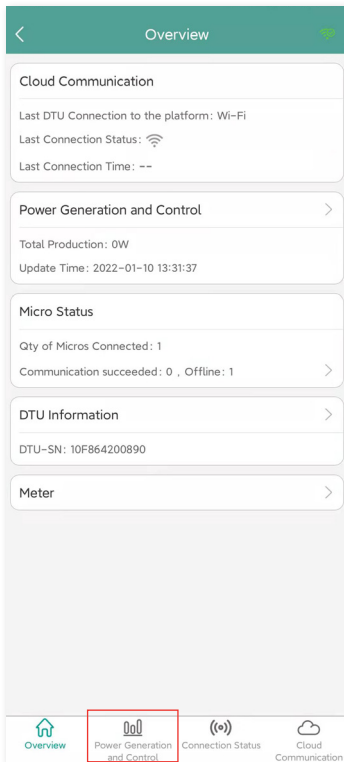 Overview
Cloud Communication
Last DTU Connection to the platform: Wi-Fi
Last Connection Status:
Last Connection Time: --
Power Generation and Control
Total Production: 0W
Update Time: 2022-01-10 13:31:37
Micro Status
Qty of Micros Connected: 1
Communication succeeded: 0 , Offline: 1
DTU Information
DTU-SN: 10F864200890
Meter
Overview
Power Generation
and Control
Connection Status
Cloud
Communication